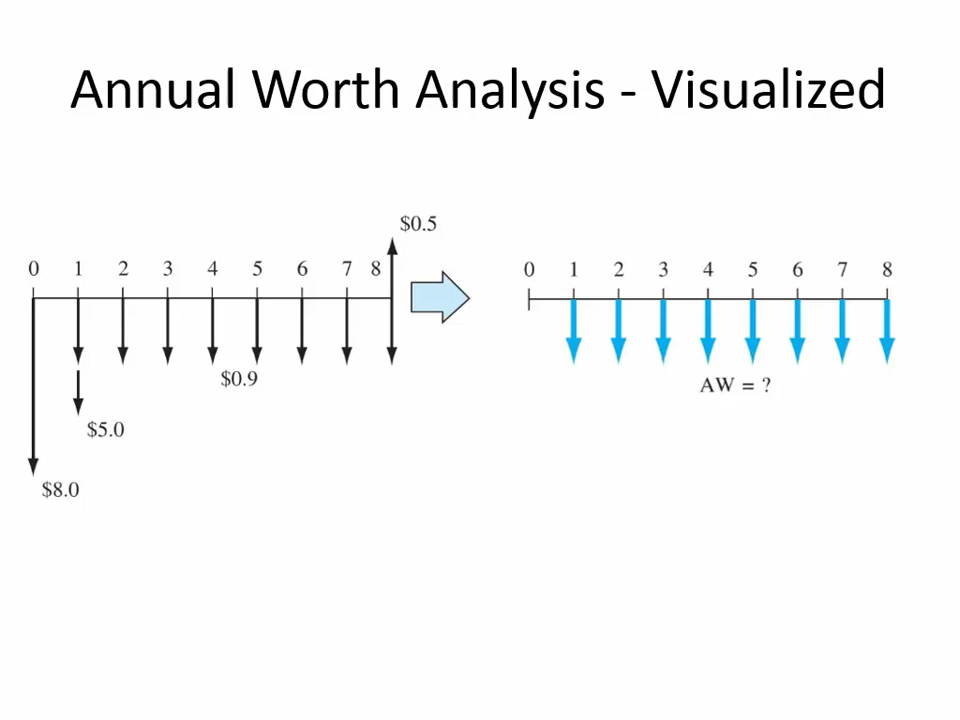 Annual Worth Analysis - Visualized
$0.5
0 1 2 3 4 5 6 7 8
$0.9
$5.0
$8.0
0 1 2 3 4 5 6 7 8
AW = ?